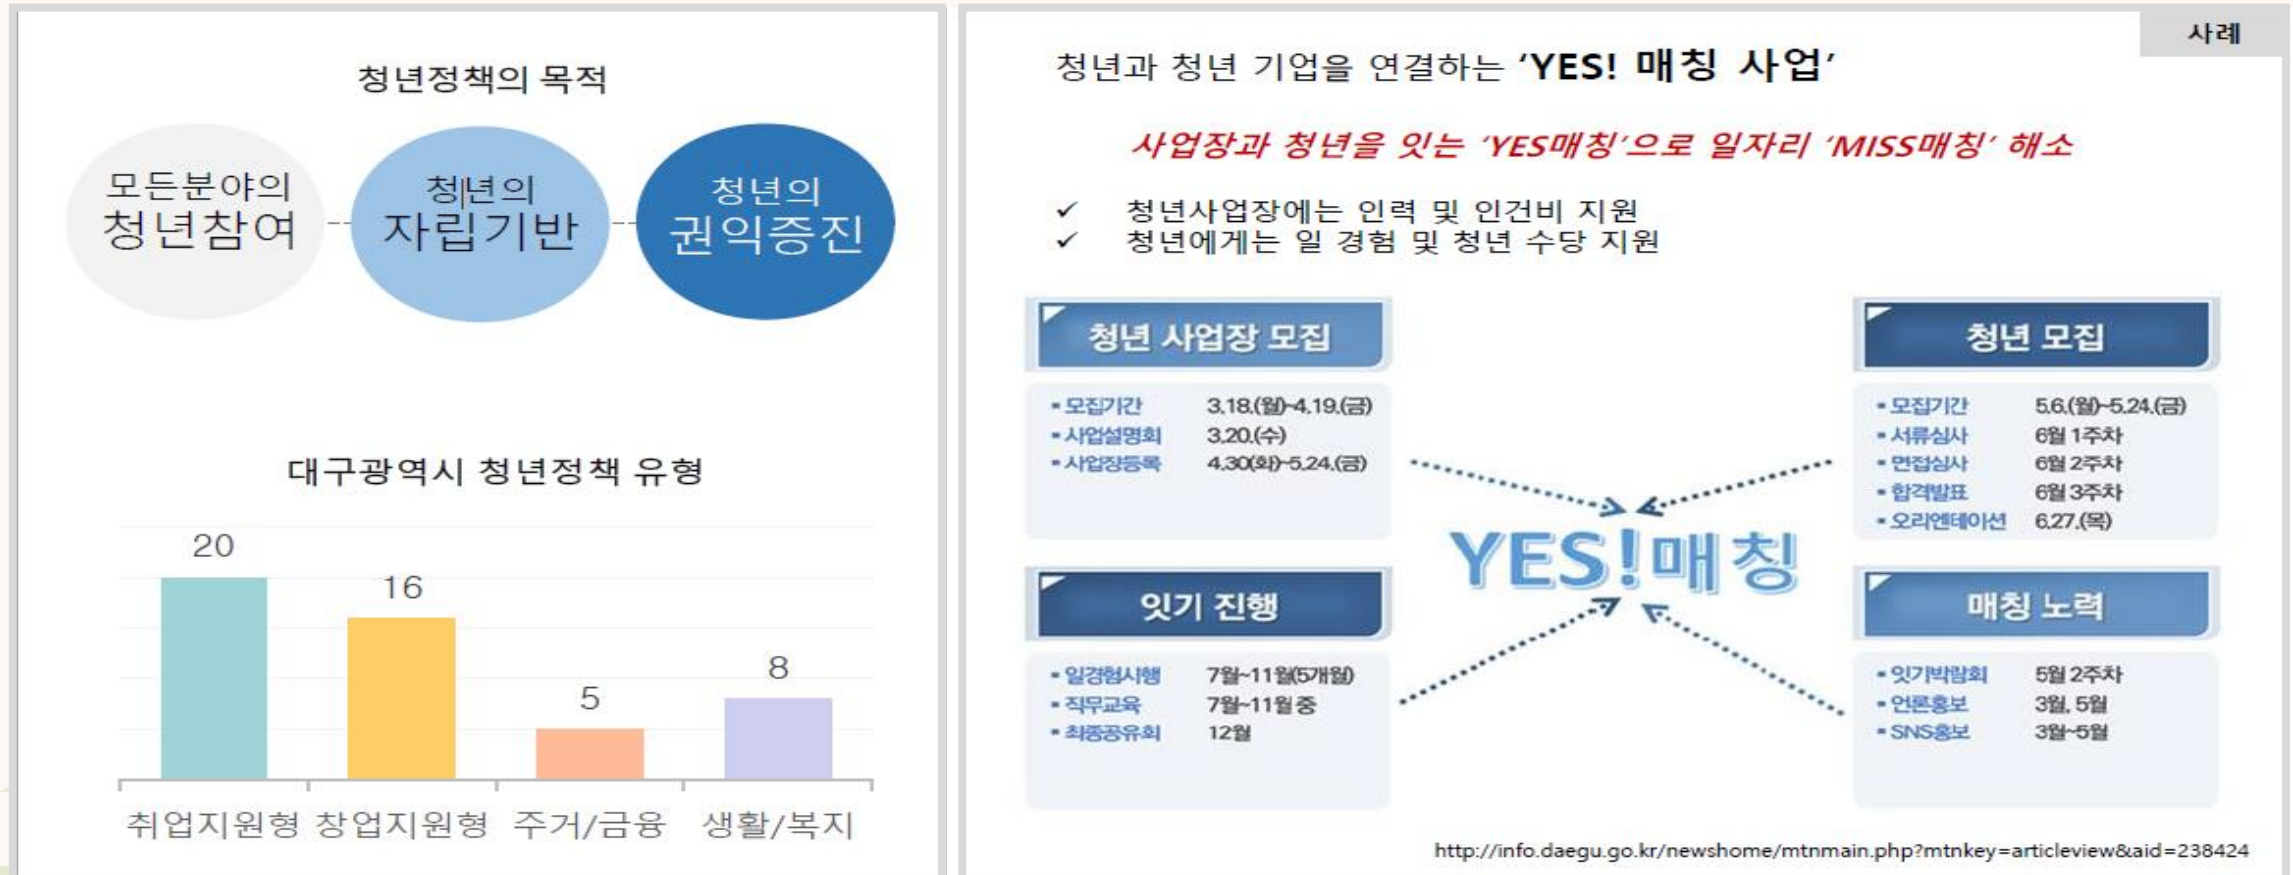 청년정책의 목적
모든분야의
청년참여
청년의
자립기반
청년의
권익증진
대구광역시 청년정책 유형
20
16
5
8
취업지원형
창업지원형
주거/금융
생활/복지
사례
청년과 청년 기업을 연결하는 ‘YES! 매칭 사업’
사업장과 청년을 잇는 ‘YES매칭’으로 일자리 ‘MISS매칭’ 해소
✓ 청년사업장에는 인력 및 인건비 지원
✓ 청년에게는 일 경험 및 청년 수당 지원
청년 사업장 모집
▪ 모집기간 3.18.(월)~4.19.(금)
▪ 사업설명회 3.20.(수)
▪ 사업장등록 4.30(화)~5.24.(금)
청년 모집
▪ 모집기간 5.6.(월)~5.24.(금)
▪ 서류심사 6월 1주차
▪ 면접심사 6월 2주차
▪ 합격발표 6월 3주차
▪ 오리엔테이션 6.27.(목)
YES!매칭
잇기 진행
▪ 일경험시행 7월~11월(5개월)
▪ 직무교육 7월~11월 중
▪ 최종공유회 12월
매칭 노력
▪ 잇기박람회 5월 2주차
▪ 언론홍보 3월, 5월
▪ SNS홍보 3월~5월
http://info.daegu.go.kr/newshome/mtnmain.php?mtnkey=articleview&aid=238424